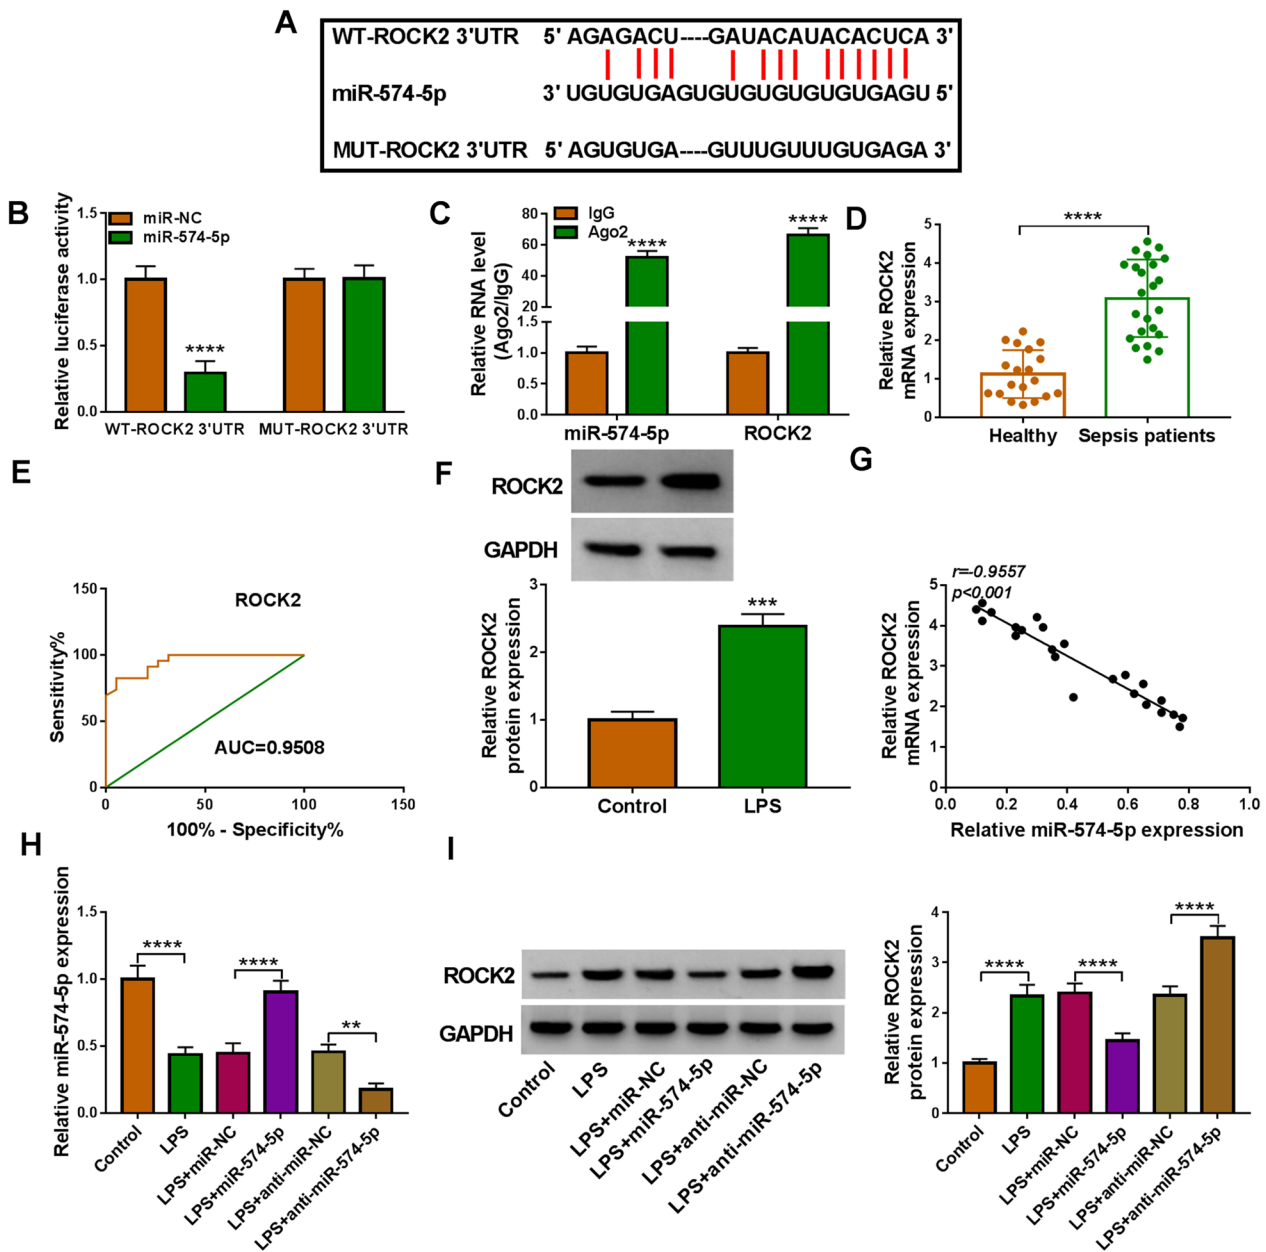 A
WT-ROCK2 3'UTR 5' AGAGACU----GAUACAUACACUCA 3'
miR-574-5p 3' UGUGUGAGUGUGUGUGUGUGAGU 5'
MUT-ROCK2 3'UTR 5' AGUGUGA----GUUUGUUUGUGAGA 3'
B
Relative luciferase activity
miR-NC
miR-574-5p
1.5
1.0
0.5
0.0
****
WT-ROCK2 3'UTR MUT-ROCK2 3'UTR
C
Relative RNA level
(Ago2/IgG)
IgG
Ago2
80
60
40
20
1.5
1.0
0.5
0.0
**** ****
miR-574-5p ROCK2
D
Relative ROCK2
mRNA expression
5
4
3
2
1
0
****
Healthy Sepsis patients
E
Sensitivity%
150
100
50
0
ROCK2
AUC=0.9508
0 50 100 150
100% - Specificity%
F
ROCK2
GAPDH
Relative ROCK2
protein expression
3
2
1
0
***
Control LPS
G
Relative ROCK2
mRNA expression
r=-0.9557
p<0.001
5
4
3
2
1
0
0.0 0.2 0.4 0.6 0.8 1.0
Relative miR-574-5p expression
H
Relative miR-574-5p expression
1.5
1.0
0.5
0.0
**** **** **
Control
LPS
LPS+miR-NC
LPS+miR-574-5p
LPS+anti-miR-NC
LPS+anti-miR-574-5p
I
ROCK2
GAPDH
Control
LPS
LPS+miR-NC
LPS+miR-574-5p
LPS+anti-miR-NC
LPS+anti-miR-574-5p
Relative ROCK2
protein expression
4
3
2
1
0
**** **** ****
Control
LPS
LPS+miR-NC
LPS+miR-574-5p
LPS+anti-miR-NC
LPS+anti-miR-574-5p